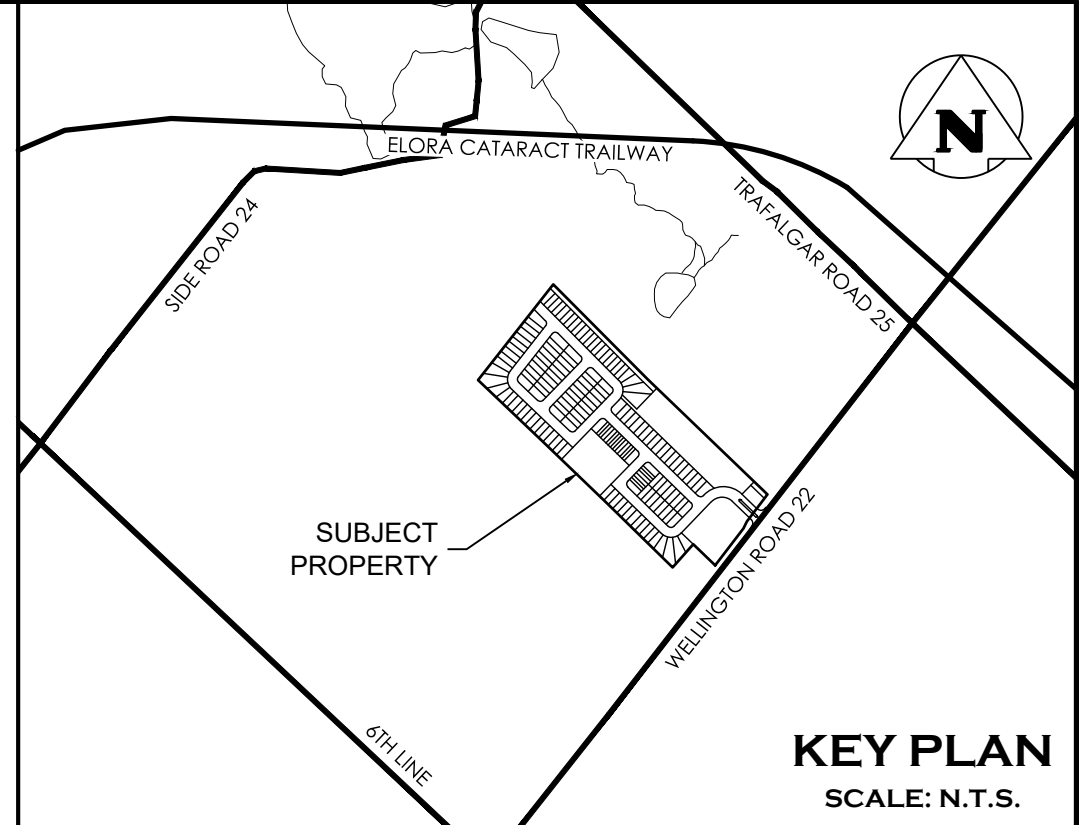 N
ELORA CATARACT TRAILWAY
TRAFALGAR ROAD 25
SIDE ROAD 24
SUBJECT
PROPERTY
WELLINGTON ROAD 22
6TH LINE
KEY PLAN
SCALE: N.T.S.